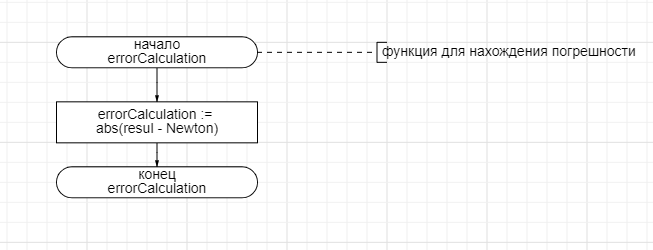 начало
errorCalculation
функция для нахождения погрешности
errorCalculation :=
abs(resul - Newton)
конец
errorCalculation